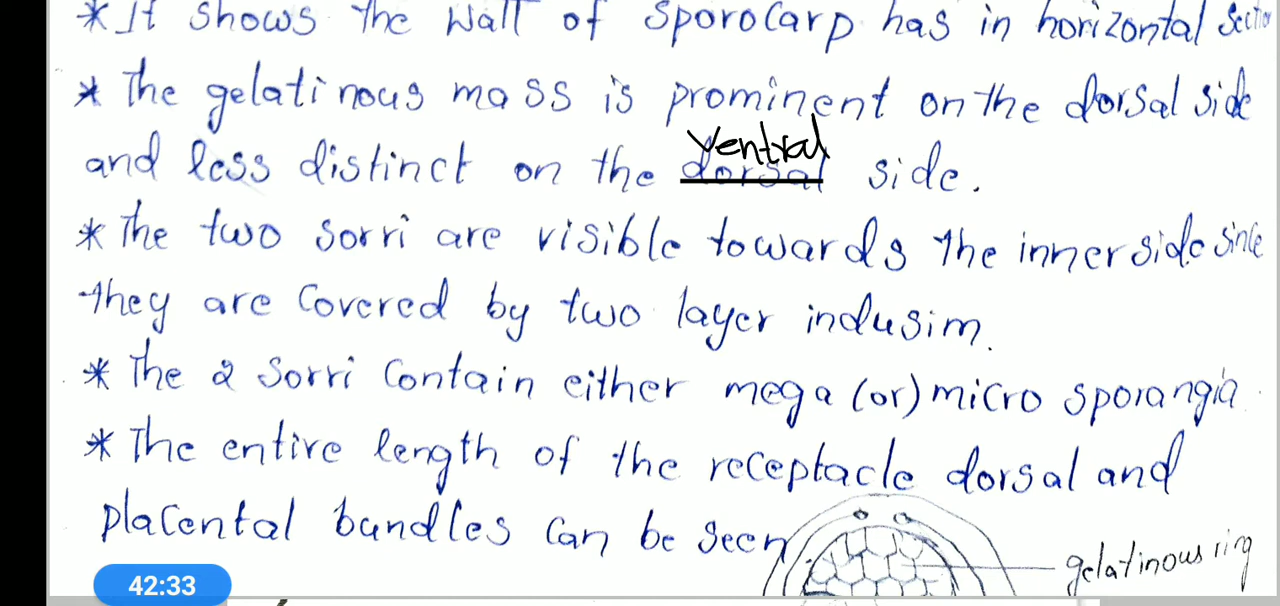 * It shows the wall of Sporocarp has in horizontal Section
* The gelatinous mass is prominent on the dorsal side
Ventral
and less distinct on the dorsal side.
* The two sorri are visible towards the inner side since
they are covered by two layer indusim.
* The 2 Sorri Contain either mega (or) micro sporangia
* The entire length of the receptacle dorsal and
placental bundles can be seen
gelatinous ring
42:33